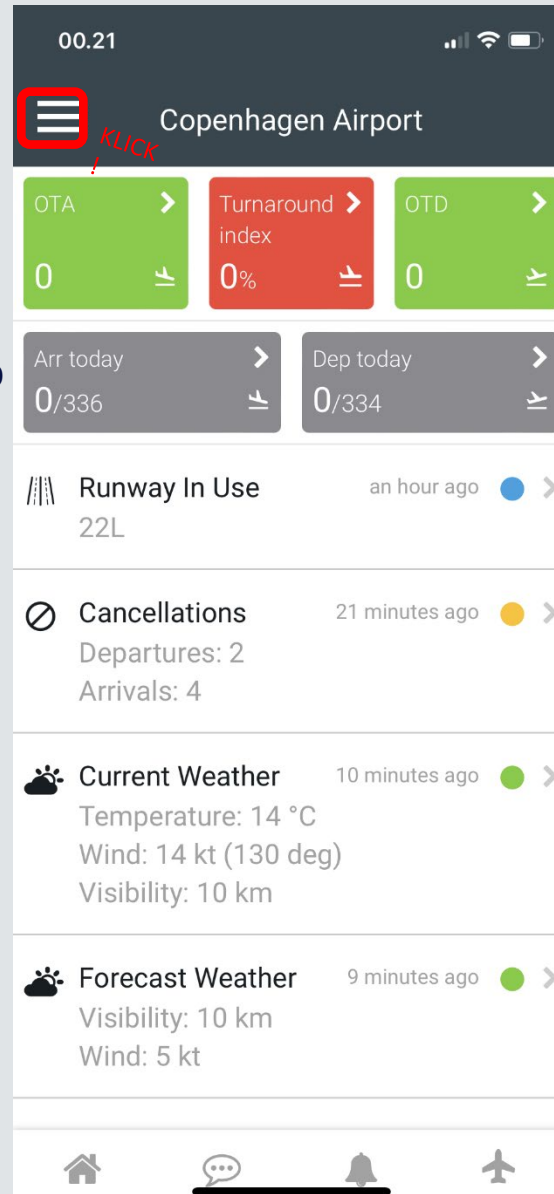 00.21
Copenhagen Airport
KLICK
!
OTA
0
Turnaround
index
0%
OTD
0
Arr today
0/336
Dep today
0/334
Runway In Use an hour ago
22L
Cancellations 21 minutes ago
Departures: 2
Arrivals: 4
Current Weather 10 minutes ago
Temperature: 14 °C
Wind: 14 kt (130 deg)
Visibility: 10 km
Forecast Weather 9 minutes ago
Visibility: 10 km
Wind: 5 kt